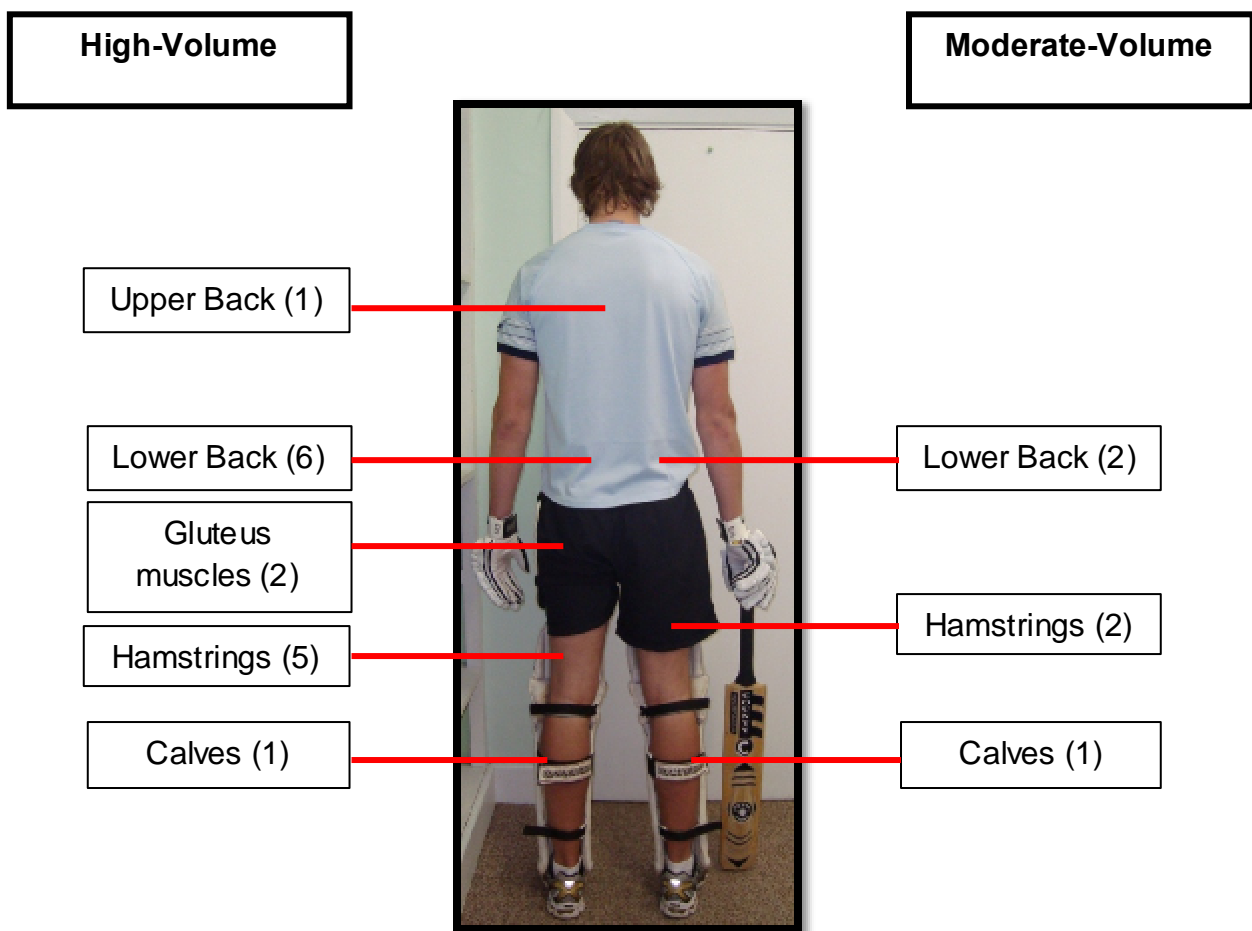 High-Volume
Moderate-Volume
Upper Back (1)
Lower Back (6)
Lower Back (2)
Gluteus
muscles (2)
Hamstrings (2)
Hamstrings (5)
Calves (1)
Calves (1)